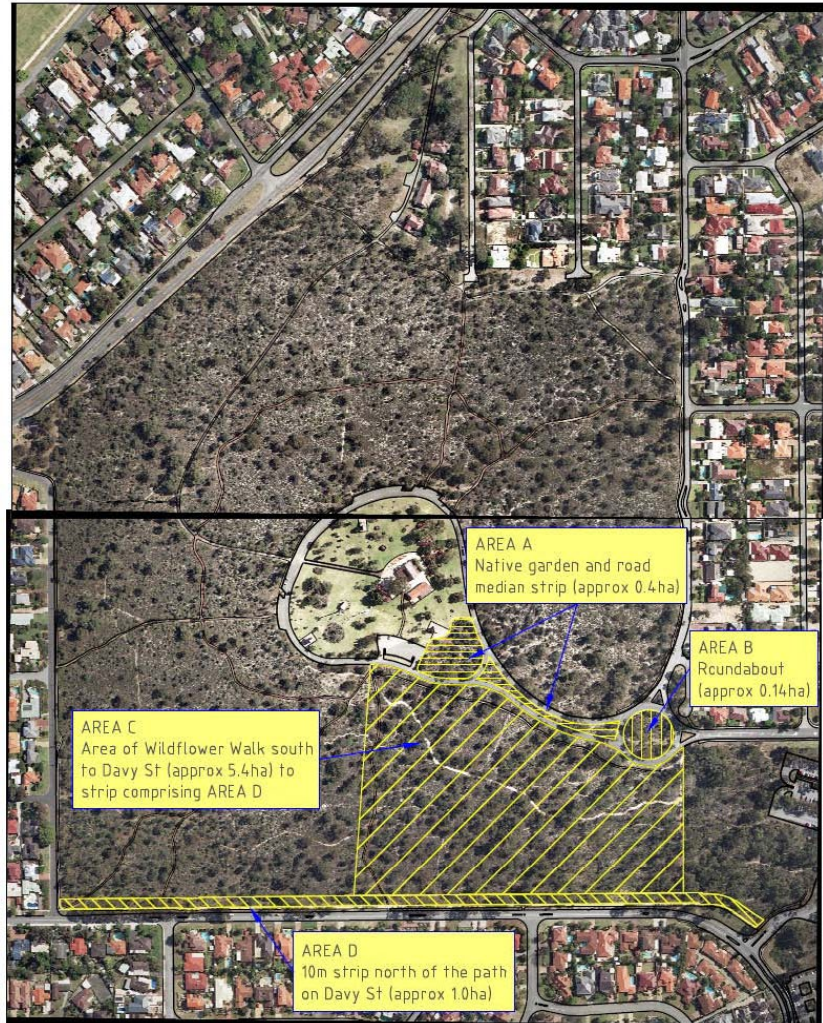 AREA A
Native garden and road
median strip (approx 0.4ha)
AREA B
Roundabout
(approx 0.14ha)
AREA C
Area of Wildflower Walk south
to Davy St (approx 5.4ha) to
strip comprising AREA D
AREA D
10m strip north of the path
on Davy St (approx 1.0ha)